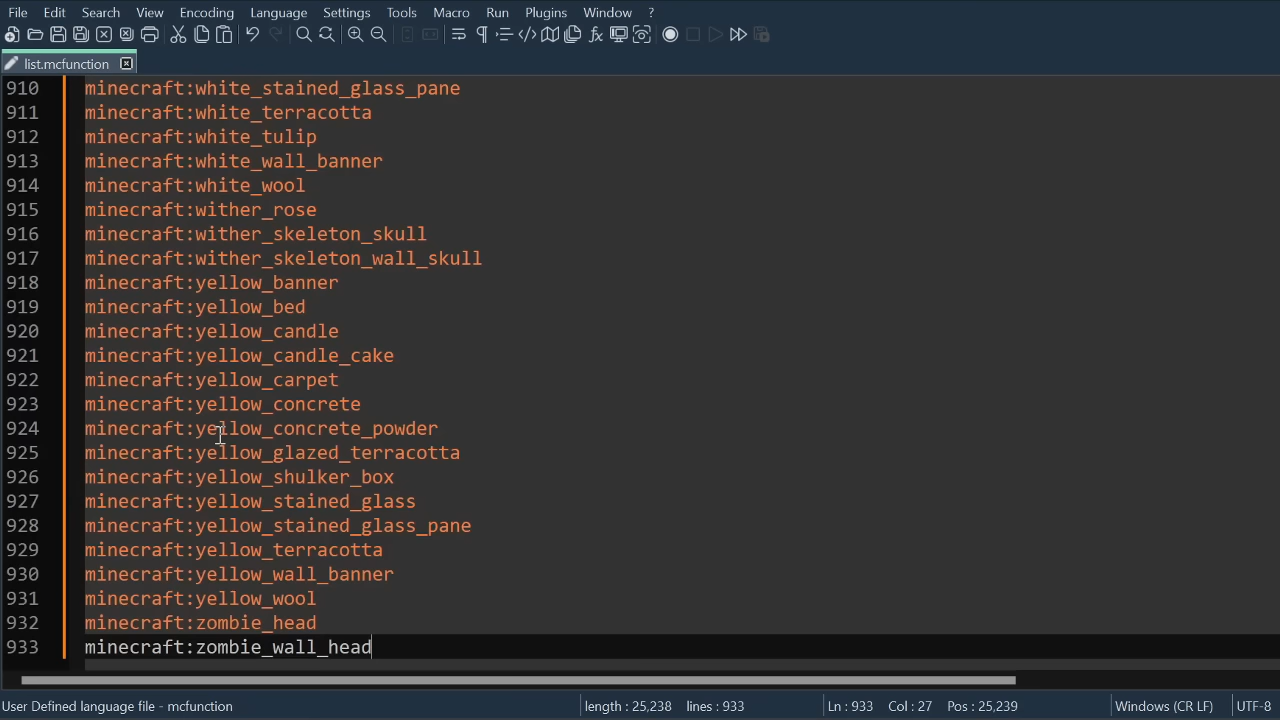 File Edit Search View Encoding Language Settings Tools Macro Run Plugins Window ?
list.mcfunction
910 minecraft:white_stained_glass_pane
911 minecraft:white_terracotta
912 minecraft:white_tulip
913 minecraft:white_wall_banner
914 minecraft:white_wool
915 minecraft:wither_rose
916 minecraft:wither_skeleton_skull
917 minecraft:wither_skeleton_wall_skull
918 minecraft:yellow_banner
919 minecraft:yellow_bed
920 minecraft:yellow_candle
921 minecraft:yellow_candle_cake
922 minecraft:yellow_carpet
923 minecraft:yellow_concrete
924 minecraft:yellow_concrete_powder
925 minecraft:yellow_glazed_terracotta
926 minecraft:yellow_shulker_box
927 minecraft:yellow_stained_glass
928 minecraft:yellow_stained_glass_pane
929 minecraft:yellow_terracotta
930 minecraft:yellow_wall_banner
931 minecraft:yellow_wool
932 minecraft:zombie_head
933 minecraft:zombie_wall_head
User Defined language file - mcfunction length : 25,238 lines : 933 Ln : 933 Col : 27 Pos : 25,239 Windows (CR LF) UTF-8